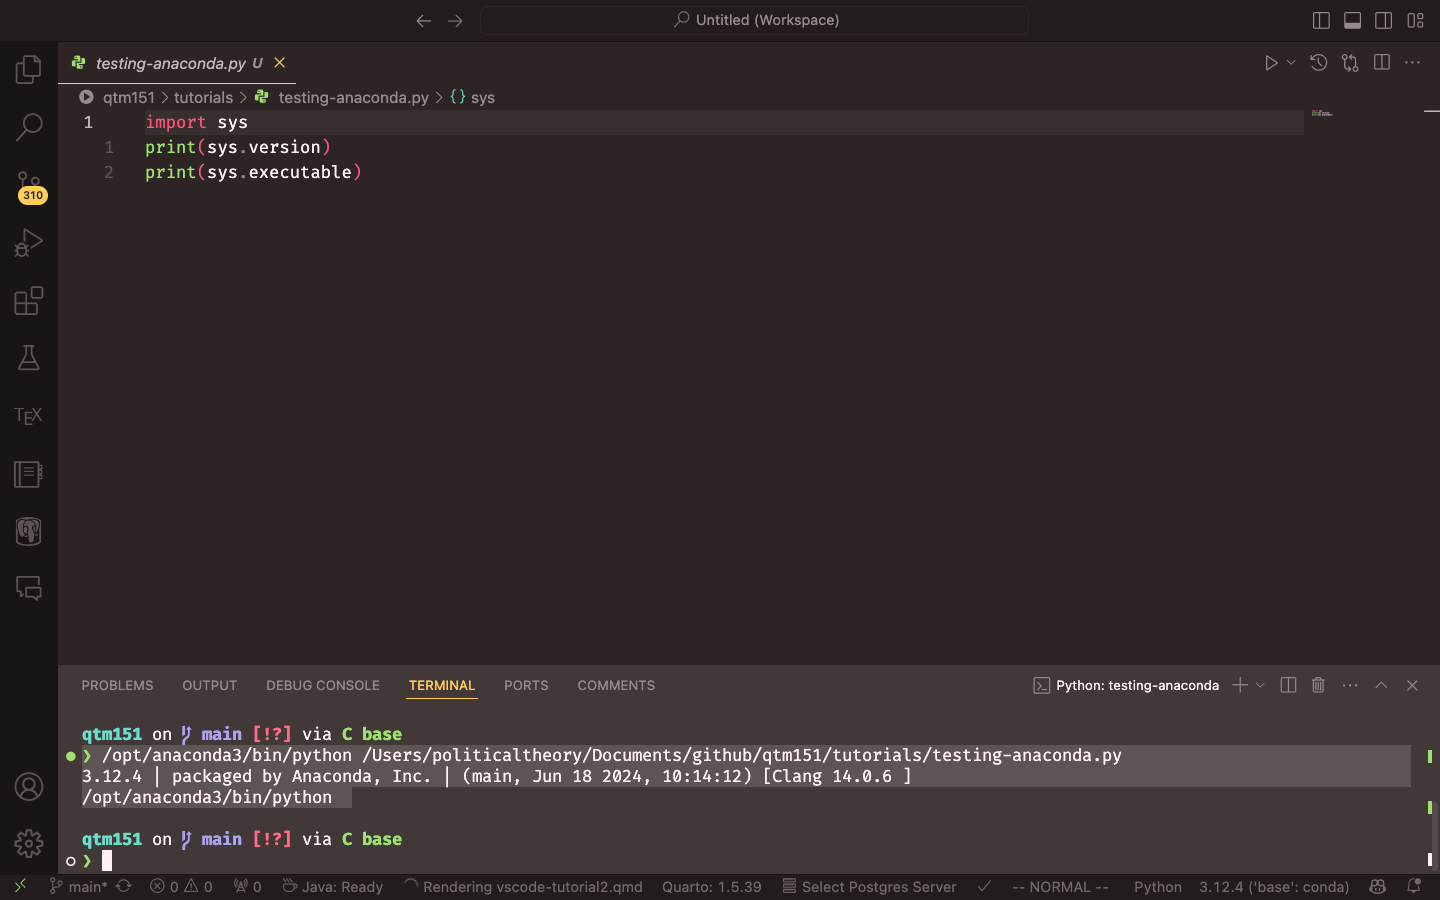 Untitled (Workspace)
testing-anaconda.py U
qtm151 > tutorials > testing-anaconda.py > {} sys
1 import sys
1 print(sys.version)
2 print(sys.executable)
310
TEX
PROBLEMS OUTPUT DEBUG CONSOLE TERMINAL PORTS COMMENTS Python: testing-anaconda
qtm151 on main [!?] via C base
❯ /opt/anaconda3/bin/python /Users/politicaltheory/Documents/github/qtm151/tutorials/testing-anaconda.py
3.12.4 | packaged by Anaconda, Inc. | (main, Jun 18 2024, 10:14:12) [Clang 14.0.6 ]
/opt/anaconda3/bin/python
qtm151 on main [!?] via C base
❯
main* 0 0 0 Java: Ready Rendering vscode-tutorial2.qmd Quarto: 1.5.39 Select Postgres Server -- NORMAL -- Python 3.12.4 ('base': conda)